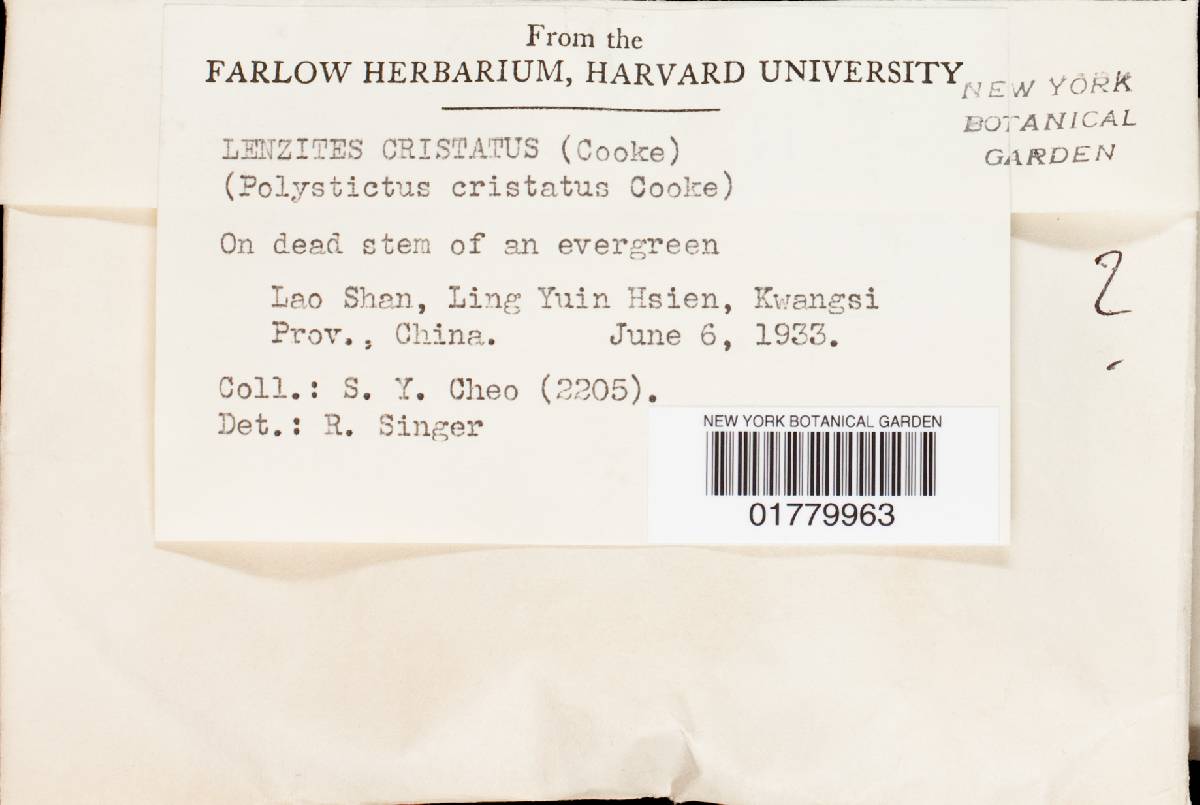 From the
FARLOW HERBARIUM, HARVARD UNIVERSITY
NEW YORK
BOTANICAL
GARDEN
LENZITES CRISTATUS (Cooke)
(Polystictus cristatus Cooke)
On dead stem of an evergreen
Lao Shan, Ling Yuin Hsien, Kwangsi
Prov., China. June 6, 1933.
Coll.: S. Y. Cheo (2205).
Det.: R. Singer
2
NEW YORK BOTANICAL GARDEN
01779963